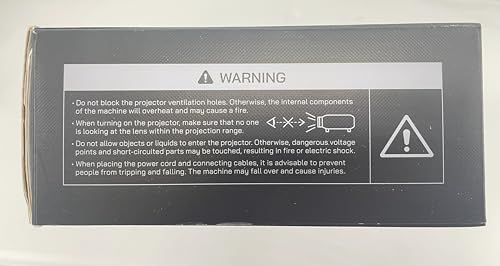 WARNING
• Do not block the projector ventilation holes. Otherwise, the internal components
of the machine will overheat and may cause a fire.
• When turning on the projector, make sure that no one
is looking at the lens within the projection range.
• Do not allow objects or liquids to enter the projector. Otherwise, dangerous voltage
points and short-circuited parts may be touched, resulting in fire or electric shock.
• When placing the power cord and connecting cables, it is advisable to prevent
people from tripping and falling. The machine may fall over and cause injuries.